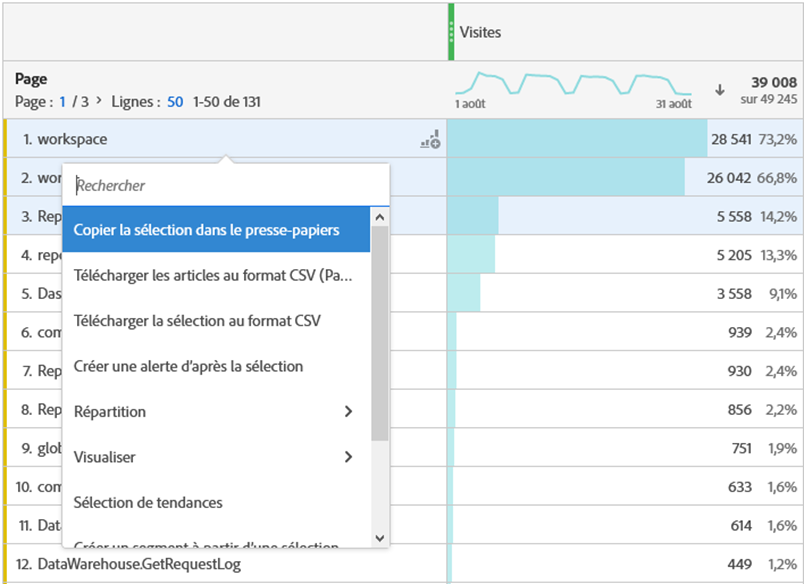 Visites
Page
Page : 1 / 3 > Lignes : 50 1-50 de 131
1 août 31 août
39 008
sur 49 245
1. workspace 28 541 73,2%
2. wor 26 042 66,8%
Rechercher
3. Rep 5 558 14,2%
Copier la sélection dans le presse-papiers
4. repo 5 205 13,3%
Télécharger les articles au format CSV (Pa...
5. Das 3 558 9,1%
Télécharger la sélection au format CSV
6. com 939 2,4%
Créer une alerte d'après la sélection
7. Rep 930 2,4%
8. Rep 856 2,2%
Répartition
9. glob 751 1,9%
Visualiser
10. com 633 1,6%
Sélection de tendances
11. Dat 614 1,6%
Créer un segment à partir d'une sélection
12. DataWarehouse.GetRequestLog 449 1,2%